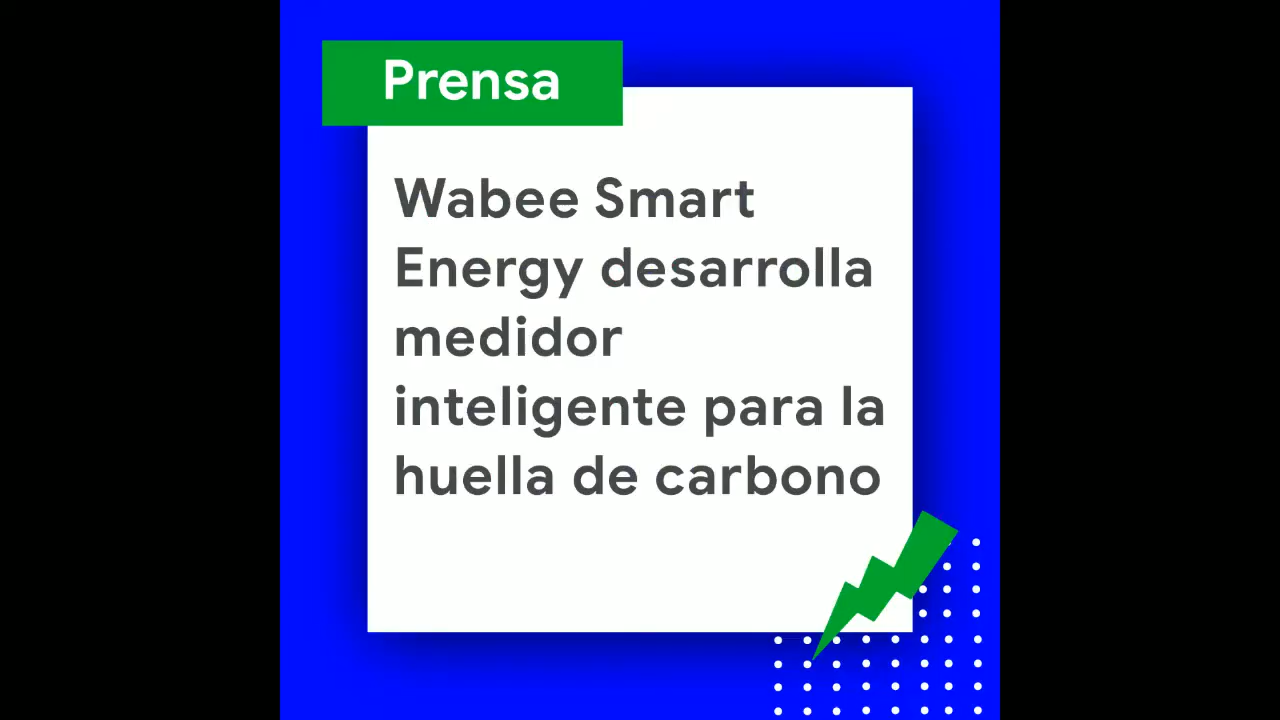 Prensa
Wabee Smart
Energy desarrolla
medidor
inteligente para la
huella de carbono